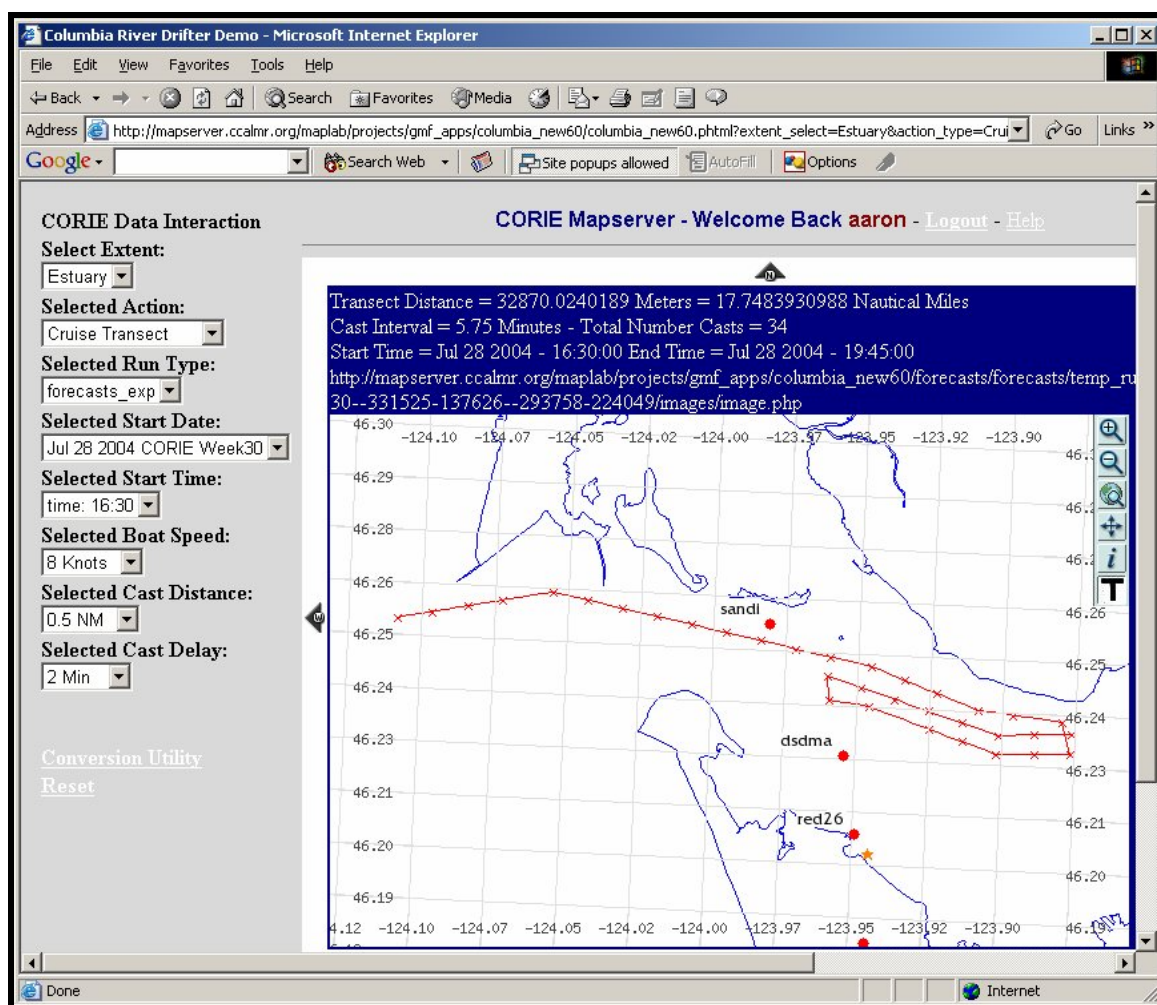 Columbia River Drifter Demo - Microsoft Internet Explorer
File Edit View Favorites Tools Help
Back Search Favorites Media
Address http://mapserver.ccalmr.org/maplab/projects/gmf_apps/columbia_new60/columbia_new60.phtml?extent_select=Estuary&action_type=Crui Go Links »
Google Search Web Site popups allowed AutoFill Options
CORIE Data Interaction
Select Extent:
Estuary
Selected Action:
Cruise Transect
Selected Run Type:
forecasts_exp
Selected Start Date:
Jul 28 2004 CORIE Week30
Selected Start Time:
time: 16:30
Selected Boat Speed:
8 Knots
Selected Cast Distance:
0.5 NM
Selected Cast Delay:
2 Min
Conversion Utility
Reset
CORIE Mapserver - Welcome Back aaron - Logout - Help
N
Transect Distance = 32870.0240189 Meters = 17.7483930988 Nautical Miles
Cast Interval = 5.75 Minutes - Total Number Casts = 34
Start Time = Jul 28 2004 - 16:30:00 End Time = Jul 28 2004 - 19:45:00
http://mapserver.ccalmr.org/maplab/projects/gmf_apps/columbia_new60/forecasts/forecasts/temp_ru
30--331525-137626--293758-224049/images/image.php
46.30 -124.10 -124.07 -124.05 -124.02 -124.00 -123.97 -123.95 -123.92 -123.90
46.29
46.28
46.26
46.25
46.24
46.23
46.21
46.20
46.19
i
T
W
sandi
dsdma
red26
46.26
46.25
46.24
46.23
46.21
46.20
46.19
4.12 -124.10 -124.07 -124.05 -124.02 -124.00 -123.97 -123.95 -123.92 -123.90
Done Internet